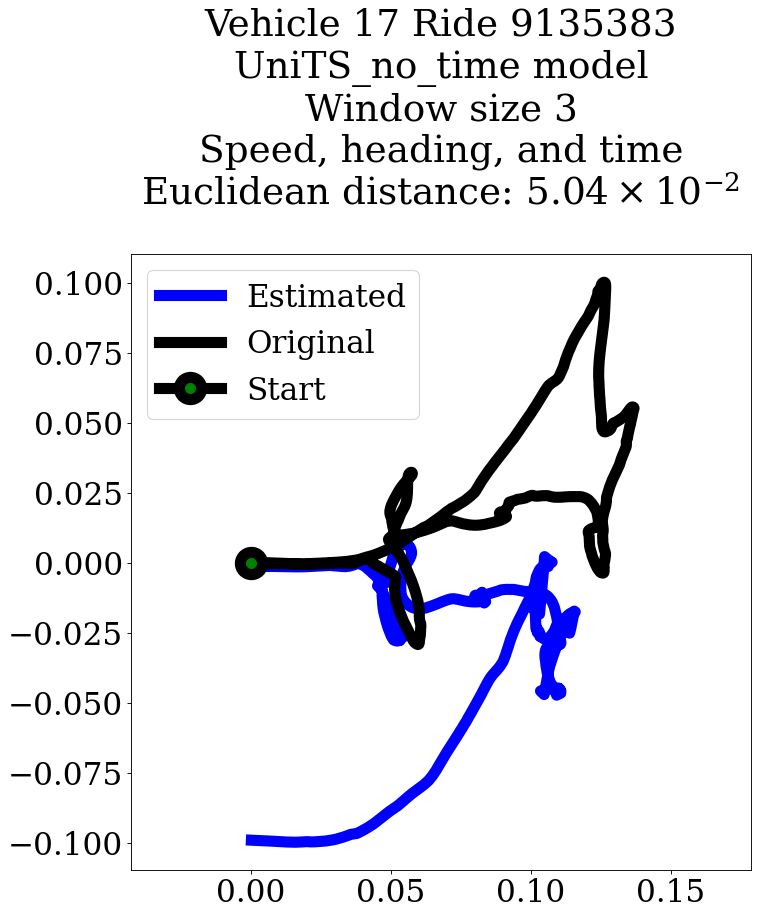 Vehicle 17 Ride 9135383
UniTS_no_time model
Window size 3
Speed, heading, and time
Euclidean distance: 5.04 × 10⁻²
Estimated
Original
Start
0.100
0.075
0.050
0.025
0.000
−0.025
−0.050
−0.075
−0.100
0.00 0.05 0.10 0.15